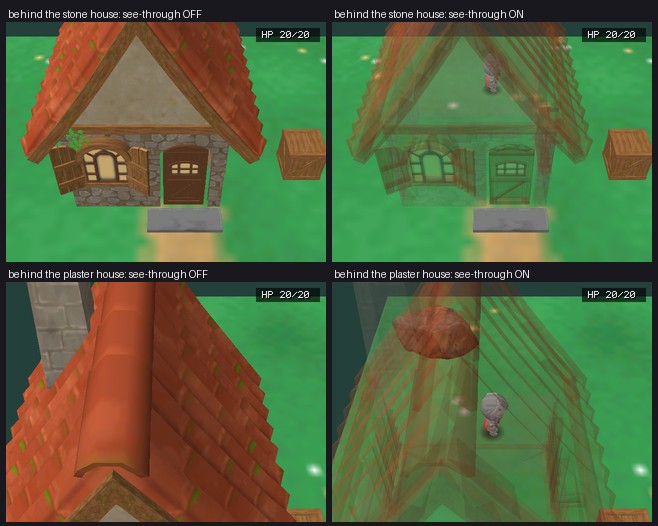 behind the stone house: see-through OFF
behind the stone house: see-through ON
HP 20/20
HP 20/20
behind the plaster house: see-through OFF
behind the plaster house: see-through ON
HP 20/20
HP 20/20